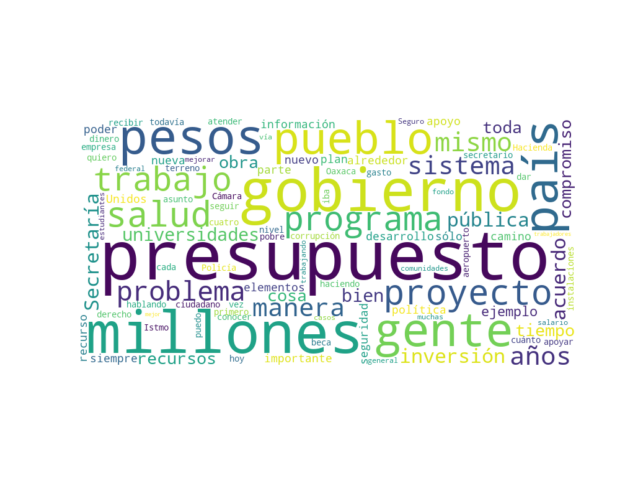 recibir todavía atender información Seguro apoyo
poder pesos pueblo mismo toda
dinero empresa vía Hacienda
quiero nueva mejorar obra nuevo plan alrededor secretario
federal terreno parte Oaxaca gasto sistema dar
trabajo gobierno país compromiso
Unidos asunto Cámara fondo
estudiantes salud seguir cuatro programa iba pública
universidades nivel pobre corrupción desarrollo sólo camino
Secretaría presupuesto acuerdo
cada Policía trabajando haciendo comunidades aeropuerto instalaciones
problema elementos cosa bien proyecto
hablando ciudadano vez
derecho primero conocer manera política ejemplo
Istmo puedo casos seguridad muchas salario tiempo
millones gente
recurso siempre recursos hoy beca importante general inversión años cuánto apoyar